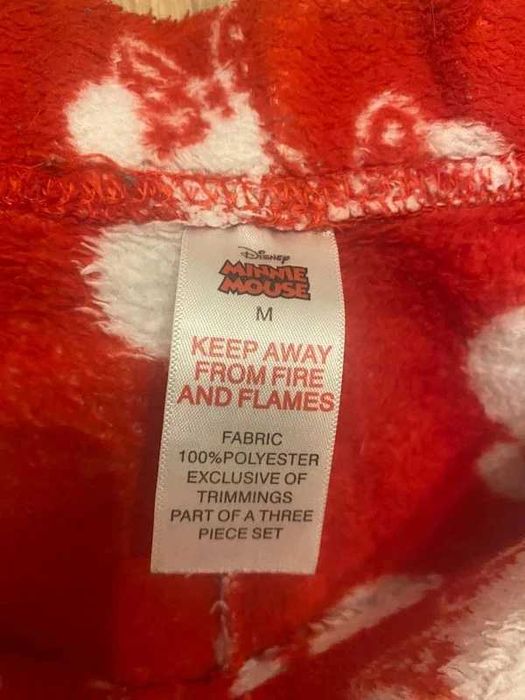 Disney
MINNIE
MOUSE
M
KEEP AWAY
FROM FIRE
AND FLAMES
FABRIC
100%POLYESTER
EXCLUSIVE OF
TRIMMINGS
PART OF A THREE
PIECE SET